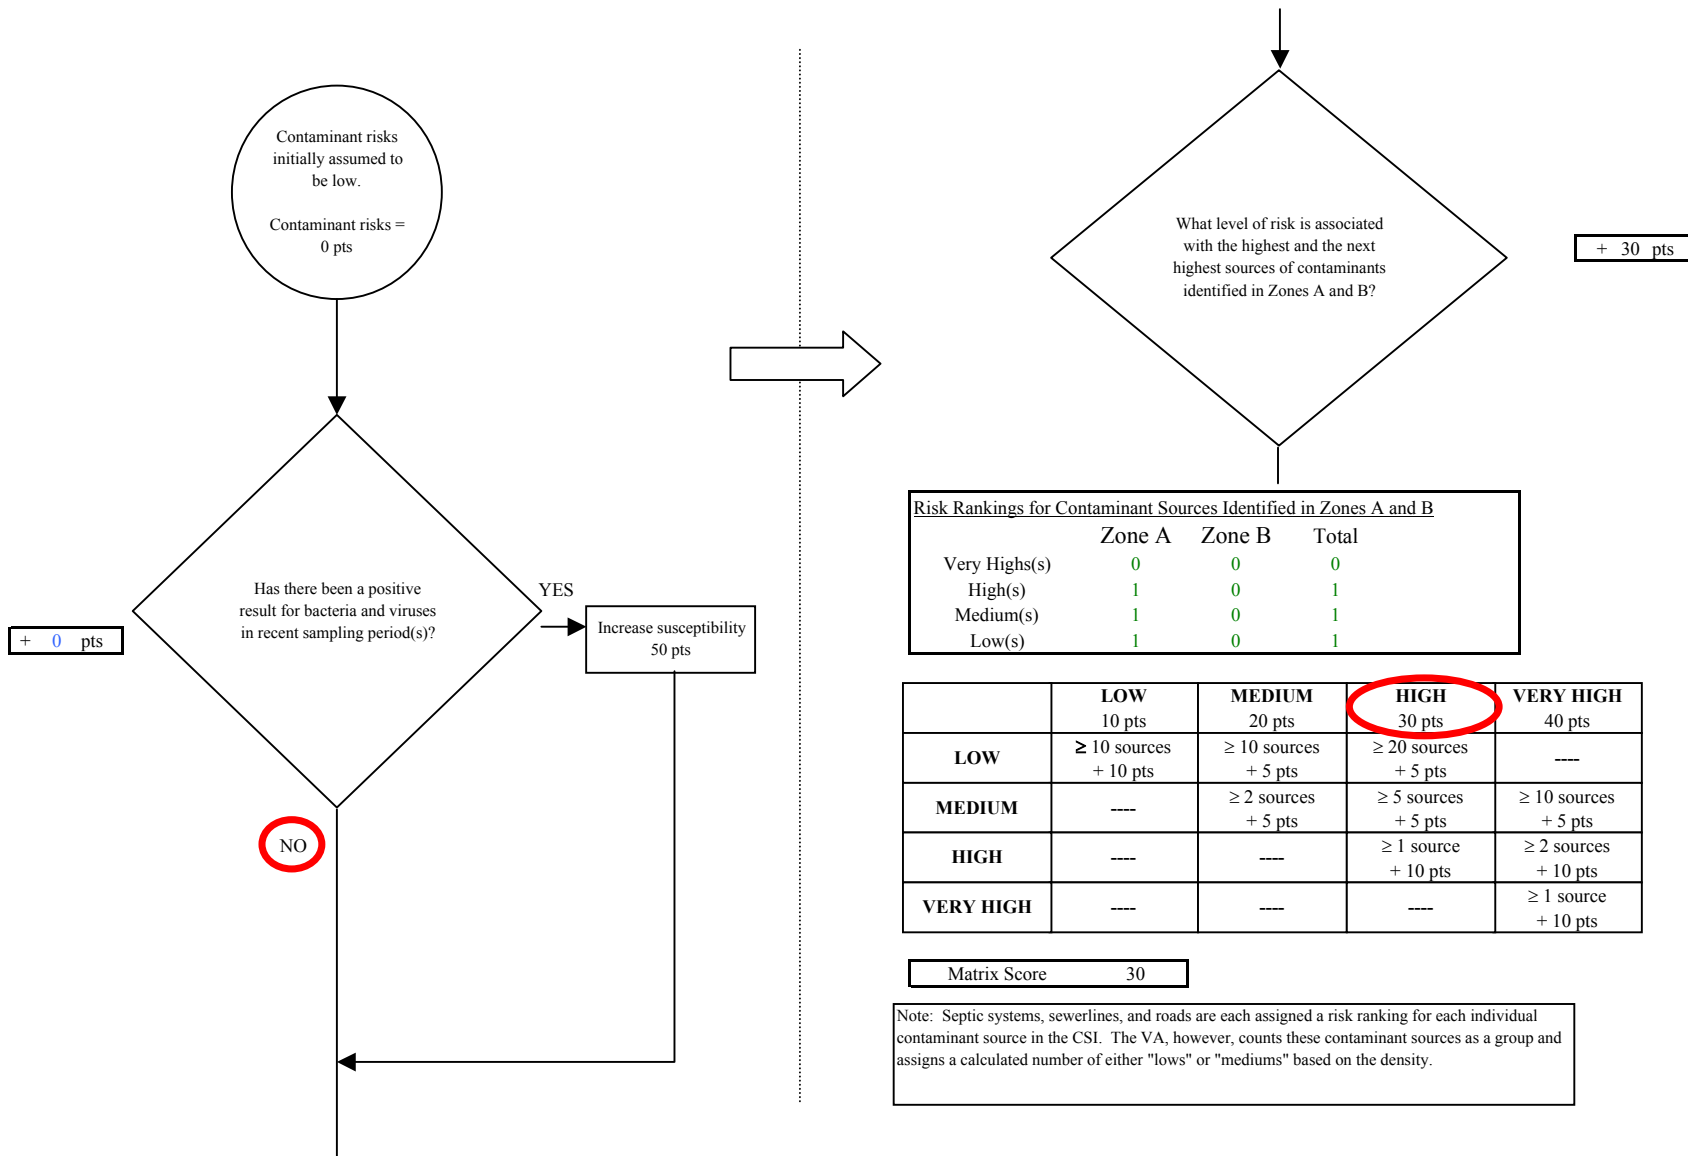 Contaminant risks
initially assumed to
be low.
Contaminant risks =
0 pts
Has there been a positive
result for bacteria and viruses
in recent sampling period(s)?
YES
+ 0 pts
Increase susceptibility
50 pts
NO
What level of risk is associated
with the highest and the next
highest sources of contaminants
identified in Zones A and B?
+ 30 pts
Risk Rankings for Contaminant Sources Identified in Zones A and B
Zone A Zone B Total
Very Highs(s) 0 0 0
High(s) 1 0 1
Medium(s) 1 0 1
Low(s) 1 0 1
LOW MEDIUM HIGH VERY HIGH
10 pts 20 pts 30 pts 40 pts
LOW ≥ 10 sources ≥ 10 sources ≥ 20 sources ----
+ 10 pts + 5 pts + 5 pts
MEDIUM ---- ≥ 2 sources ≥ 5 sources ≥ 10 sources
+ 5 pts + 5 pts + 5 pts
HIGH ---- ---- ≥ 1 source ≥ 2 sources
+ 10 pts + 10 pts
VERY HIGH ---- ---- ---- ≥ 1 source
+ 10 pts
Matrix Score 30
Note: Septic systems, sewerlines, and roads are each assigned a risk ranking for each individual
contaminant source in the CSI. The VA, however, counts these contaminant sources as a group and
assigns a calculated number of either "lows" or "mediums" based on the density.